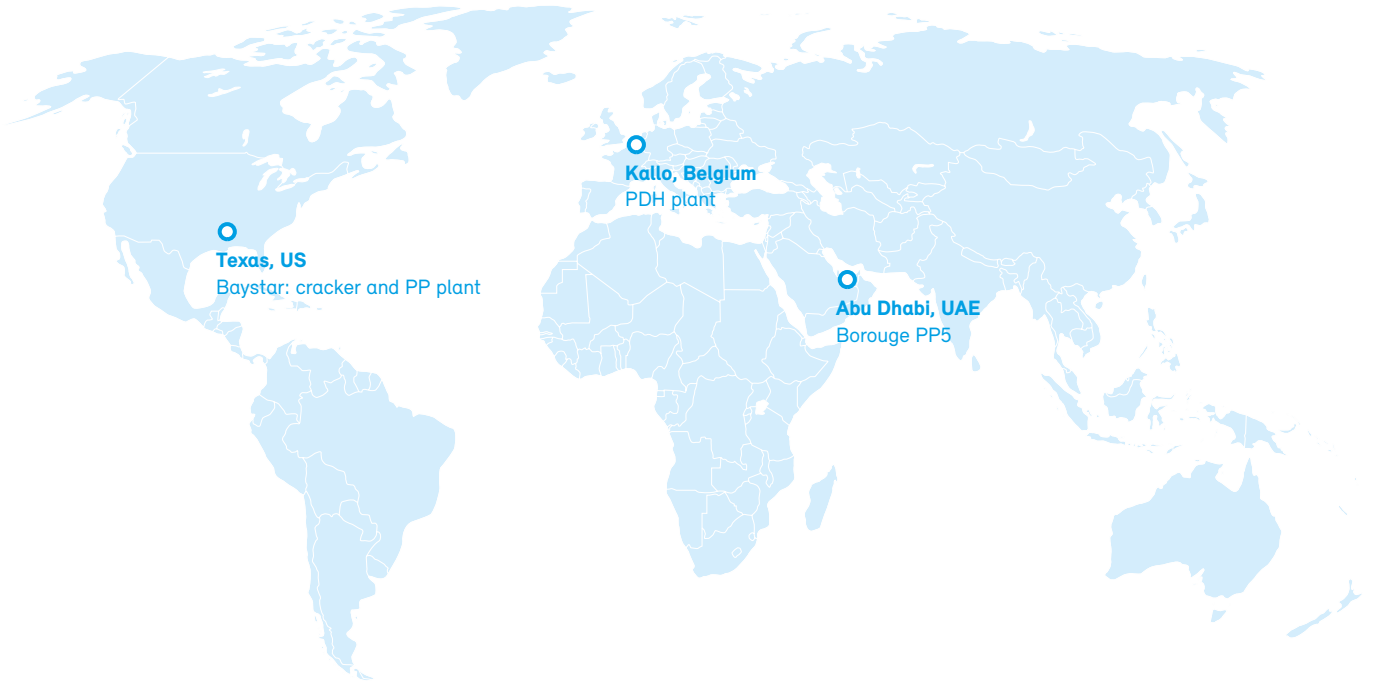 Kallo, Belgium
PDH plant
Texas, US
Baystar: cracker and PP plant
Abu Dhabi, UAE
Borouge PP5